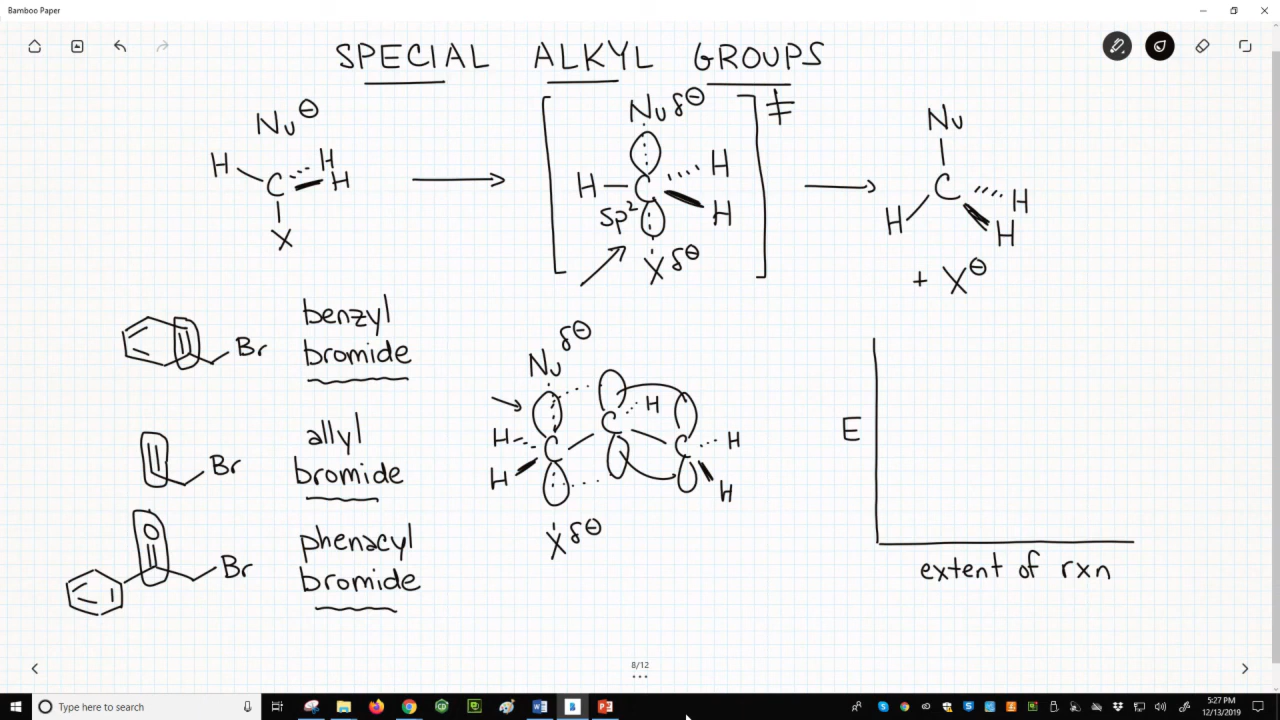 Bamboo Paper
SPECIAL ALKYL GROUPS
Nu⊖
H H
C H
X
Nu δ⊖
H
H C
sp² H
X δ⊖
‡
Nu
C
H H
H
+ X⊖
Br
benzyl
bromide
Br
allyl
bromide
O
Br
phenacyl
bromide
δ⊖
Nu
H
H C C C H
H H
X δ⊖
E
extent of rxn
8/12
Type here to search
5:27 PM
12/13/2019